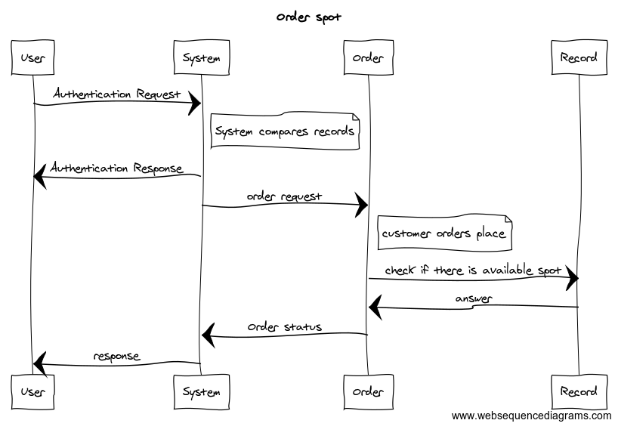 Order spot
User
System
Order
Record
Authentication Request
System compares records
Authentication Response
order request
customer orders place
check if there is available spot
answer
Order status
response
User
System
Order
Record
www.websequencediagrams.com